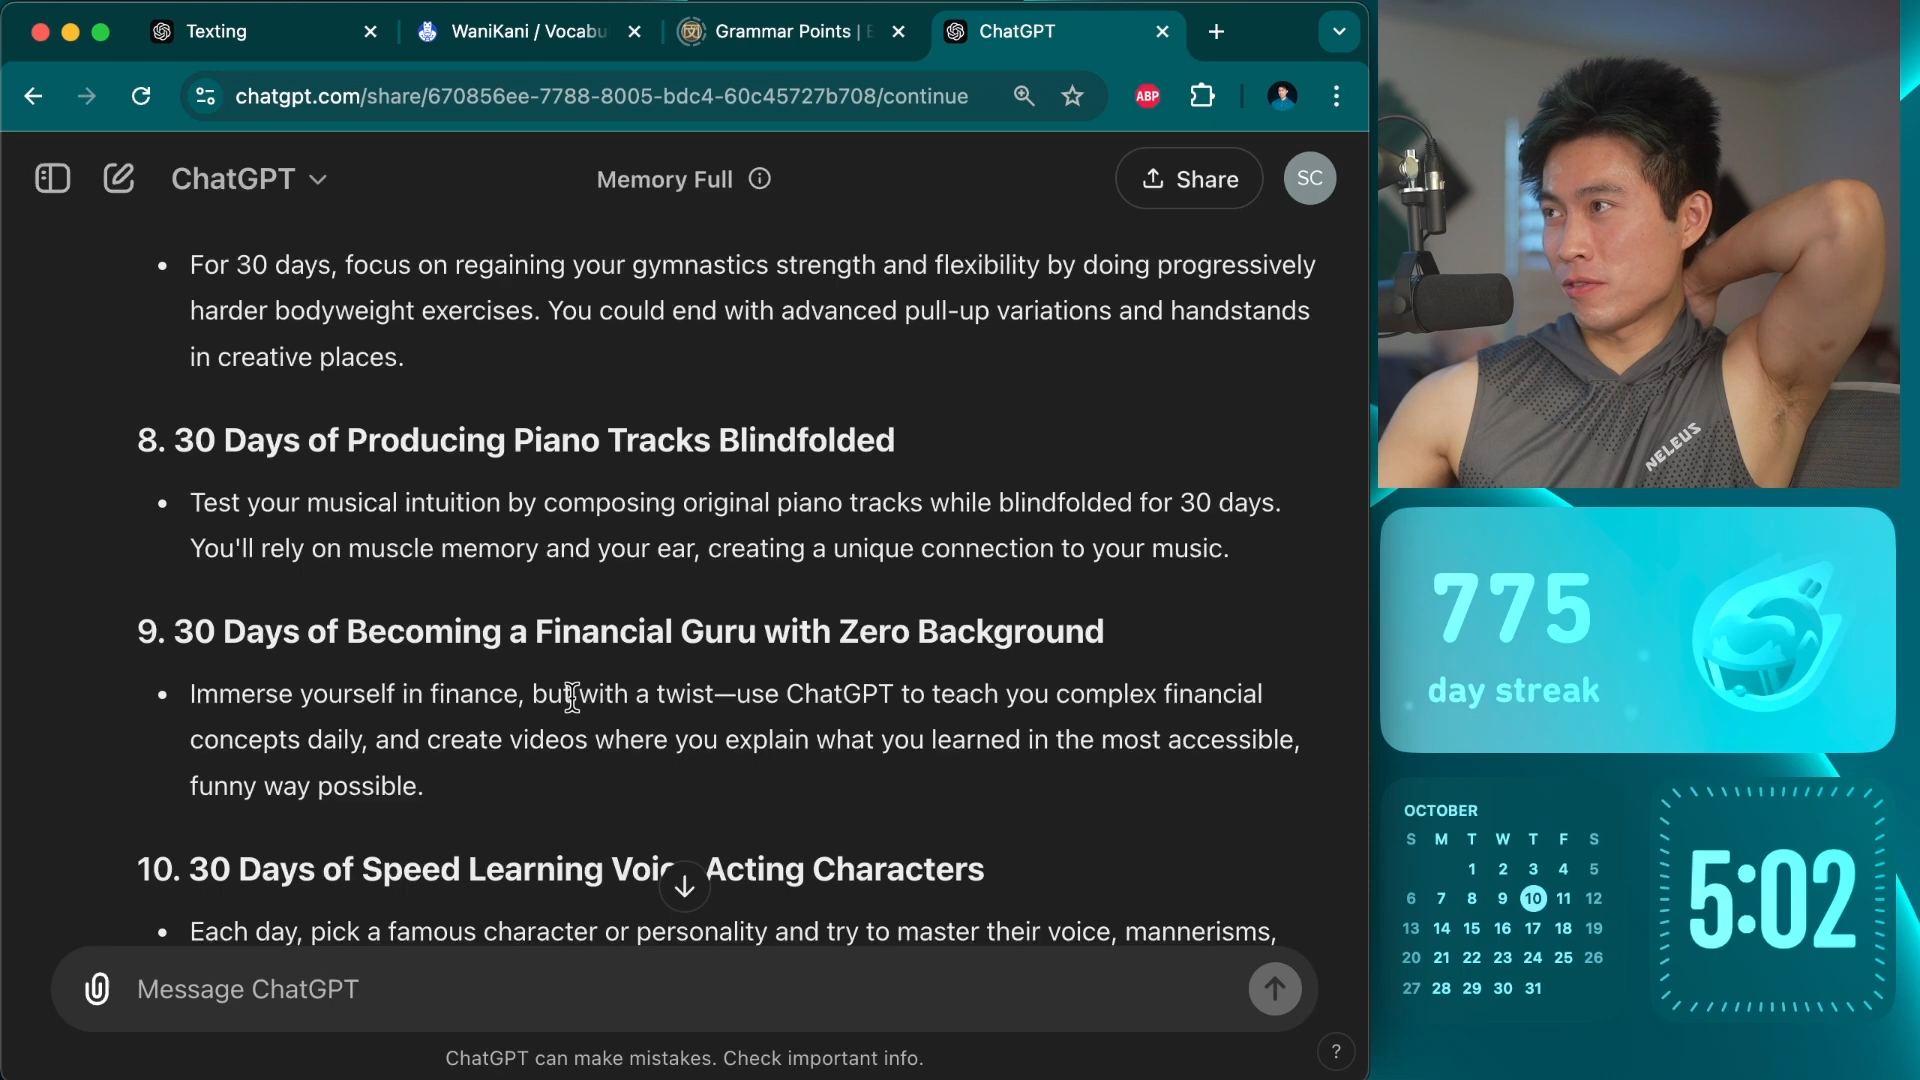 Texting
WaniKani / Vocabu
Grammar Points |
ChatGPT
chatgpt.com/share/670856ee-7788-8005-bdc4-60c45727b708/continue
ABP
ChatGPT
Memory Full
Share
SC
For 30 days, focus on regaining your gymnastics strength and flexibility by doing progressively
harder bodyweight exercises. You could end with advanced pull-up variations and handstands
in creative places.
8. 30 Days of Producing Piano Tracks Blindfolded
Test your musical intuition by composing original piano tracks while blindfolded for 30 days.
You'll rely on muscle memory and your ear, creating a unique connection to your music.
9. 30 Days of Becoming a Financial Guru with Zero Background
Immerse yourself in finance, but with a twist—use ChatGPT to teach you complex financial
concepts daily, and create videos where you explain what you learned in the most accessible,
funny way possible.
10. 30 Days of Speed Learning Voice Acting Characters
Each day, pick a famous character or personality and try to master their voice, mannerisms,
Message ChatGPT
ChatGPT can make mistakes. Check important info.
?
NELEUS
775
day streak
OCTOBER
S M T W T F S
1 2 3 4 5
6 7 8 9 10 11 12
13 14 15 16 17 18 19
20 21 22 23 24 25 26
27 28 29 30 31
5:02